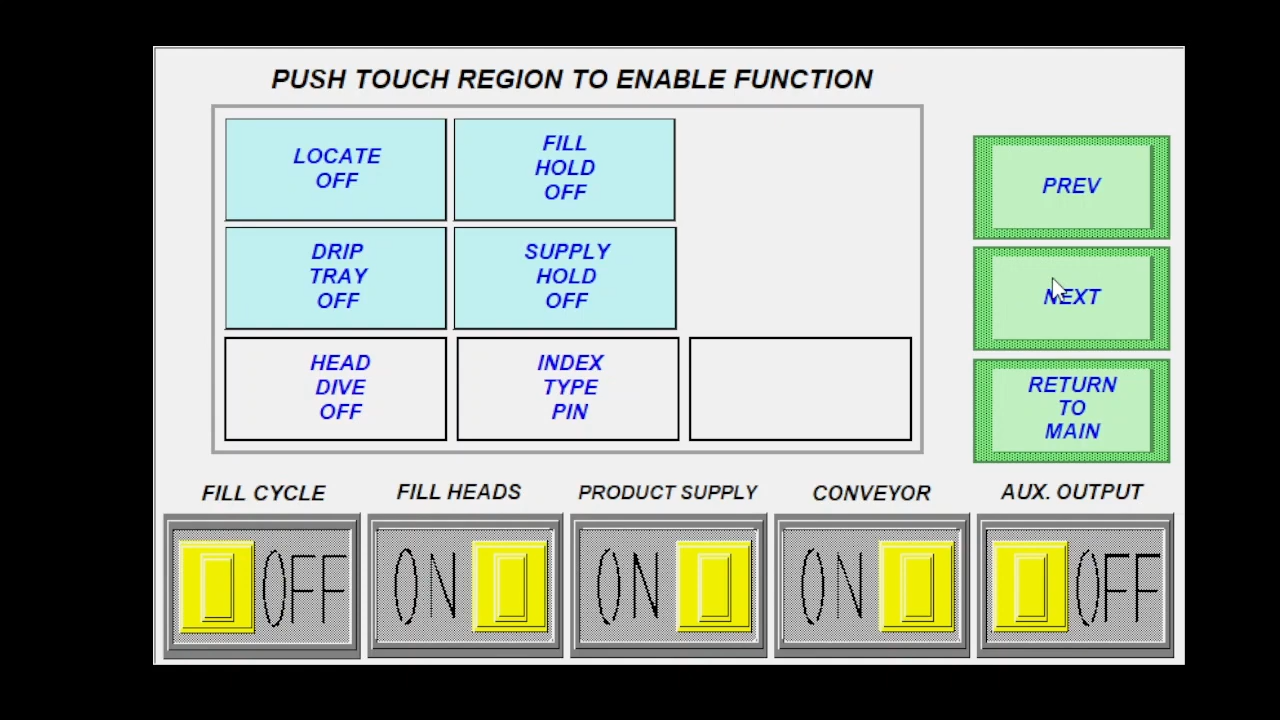 PUSH TOUCH REGION TO ENABLE FUNCTION
LOCATE
OFF
FILL
HOLD
OFF
PREV
DRIP
TRAY
OFF
SUPPLY
HOLD
OFF
NEXT
HEAD
DIVE
OFF
INDEX
TYPE
PIN
RETURN
TO
MAIN
FILL CYCLE
FILL HEADS
PRODUCT SUPPLY
CONVEYOR
AUX. OUTPUT
OFF
ON
ON
ON
OFF